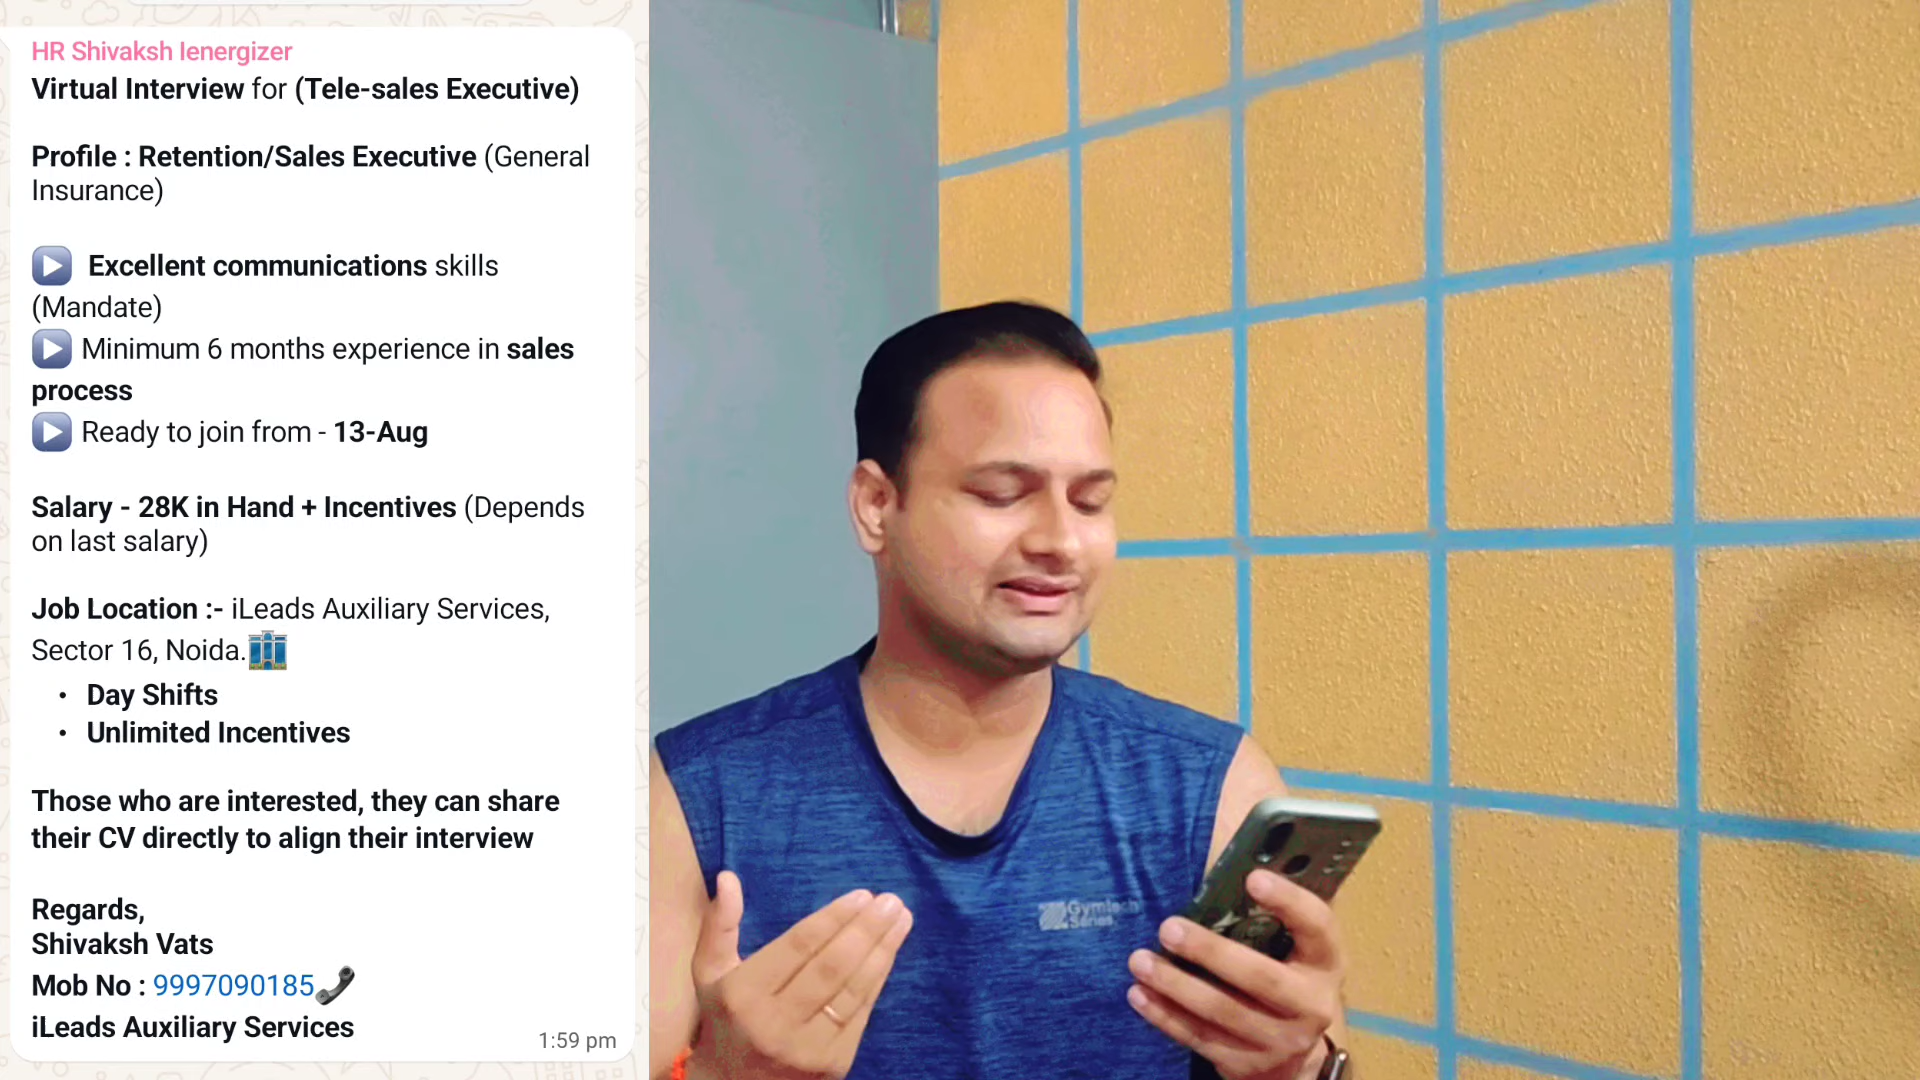 HR Shivaksh Ienergizer
Virtual Interview for (Tele-sales Executive)
Profile : Retention/Sales Executive (General
Insurance)
Excellent communications skills
(Mandate)
Minimum 6 months experience in sales
process
Ready to join from - 13-Aug
Salary - 28K in Hand + Incentives (Depends
on last salary)
Job Location :- iLeads Auxiliary Services,
Sector 16, Noida.
• Day Shifts
• Unlimited Incentives
Those who are interested, they can share
their CV directly to align their interview
Regards,
Shivaksh Vats
Mob No : 9997090185
iLeads Auxiliary Services
1:59 pm
Gymtech
Series